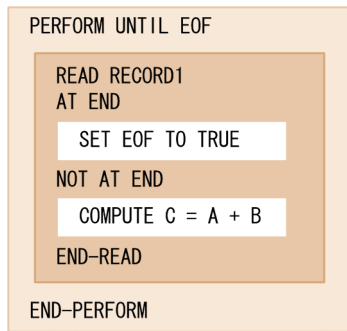 PERFORM UNTIL EOF
READ RECORD1
AT END
SET EOF TO TRUE
NOT AT END
COMPUTE C = A + B
END-READ
END-PERFORM